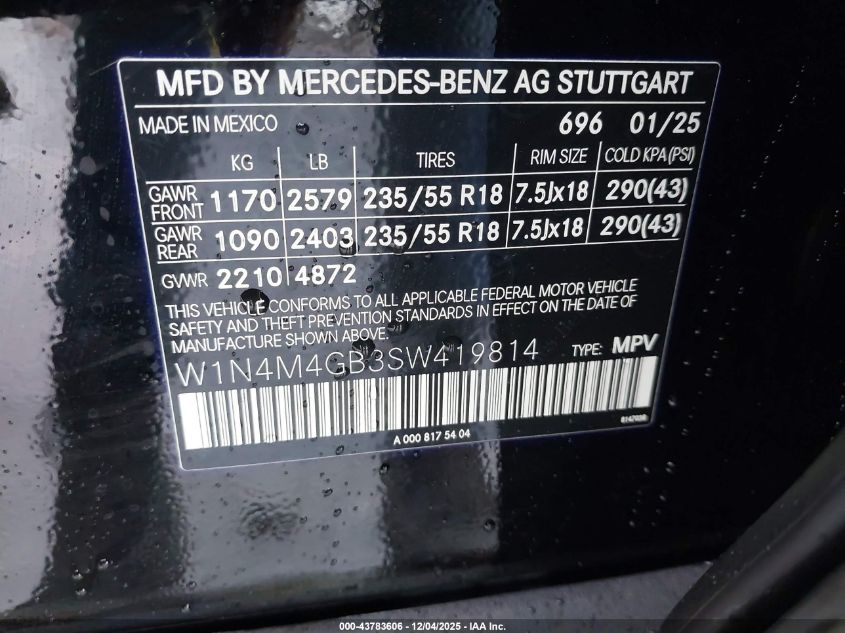 MFD BY MERCEDES-BENZ AG STUTTGART
MADE IN MEXICO 696 01/25
KG LB TIRES RIM SIZE COLD KPA(PSI)
GAWR FRONT 1170 2579 235/55 R18 7.5Jx18 290(43)
GAWR REAR 1090 2403 235/55 R18 7.5Jx18 290(43)
GVWR 2210 4872
THIS VEHICLE CONFORMS TO ALL APPLICABLE FEDERAL MOTOR VEHICLE
SAFETY AND THEFT PREVENTION STANDARDS IN EFFECT ON THE DATE OF
MANUFACTURE SHOWN ABOVE.
W1N4M4GB3SW419814 TYPE: MPV
A 000 817 54 04
000-43783606 - 12/04/2025 - IAA Inc.